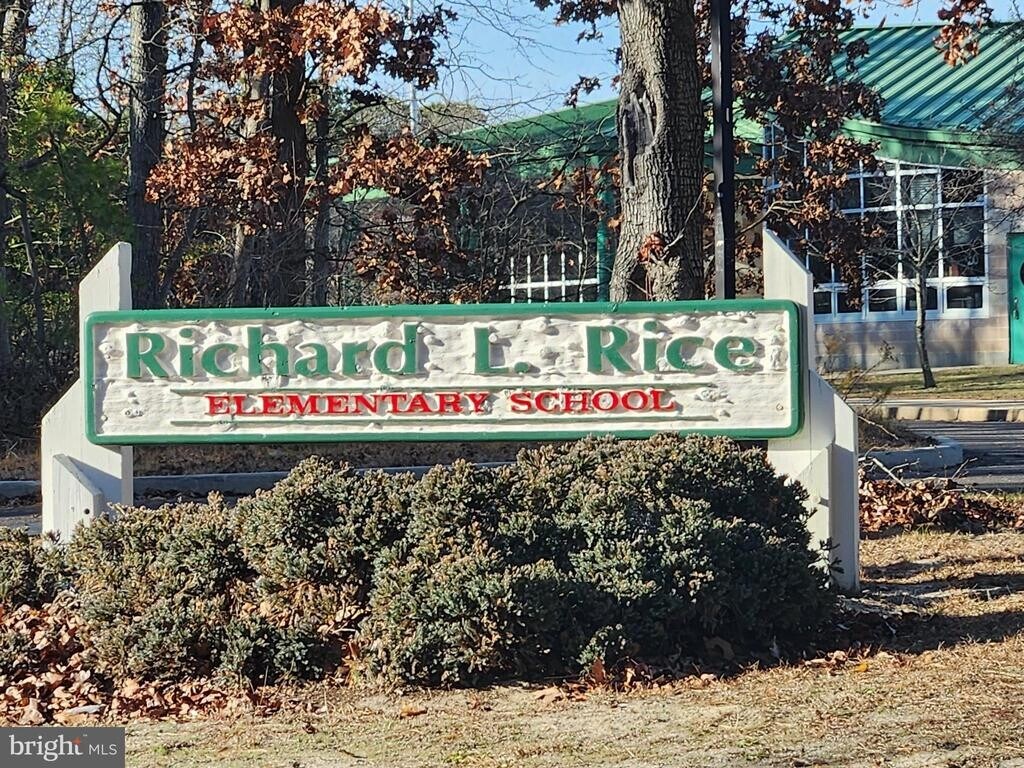 Richard L. Rice
ELEMENTARY SCHOOL
bright MLS